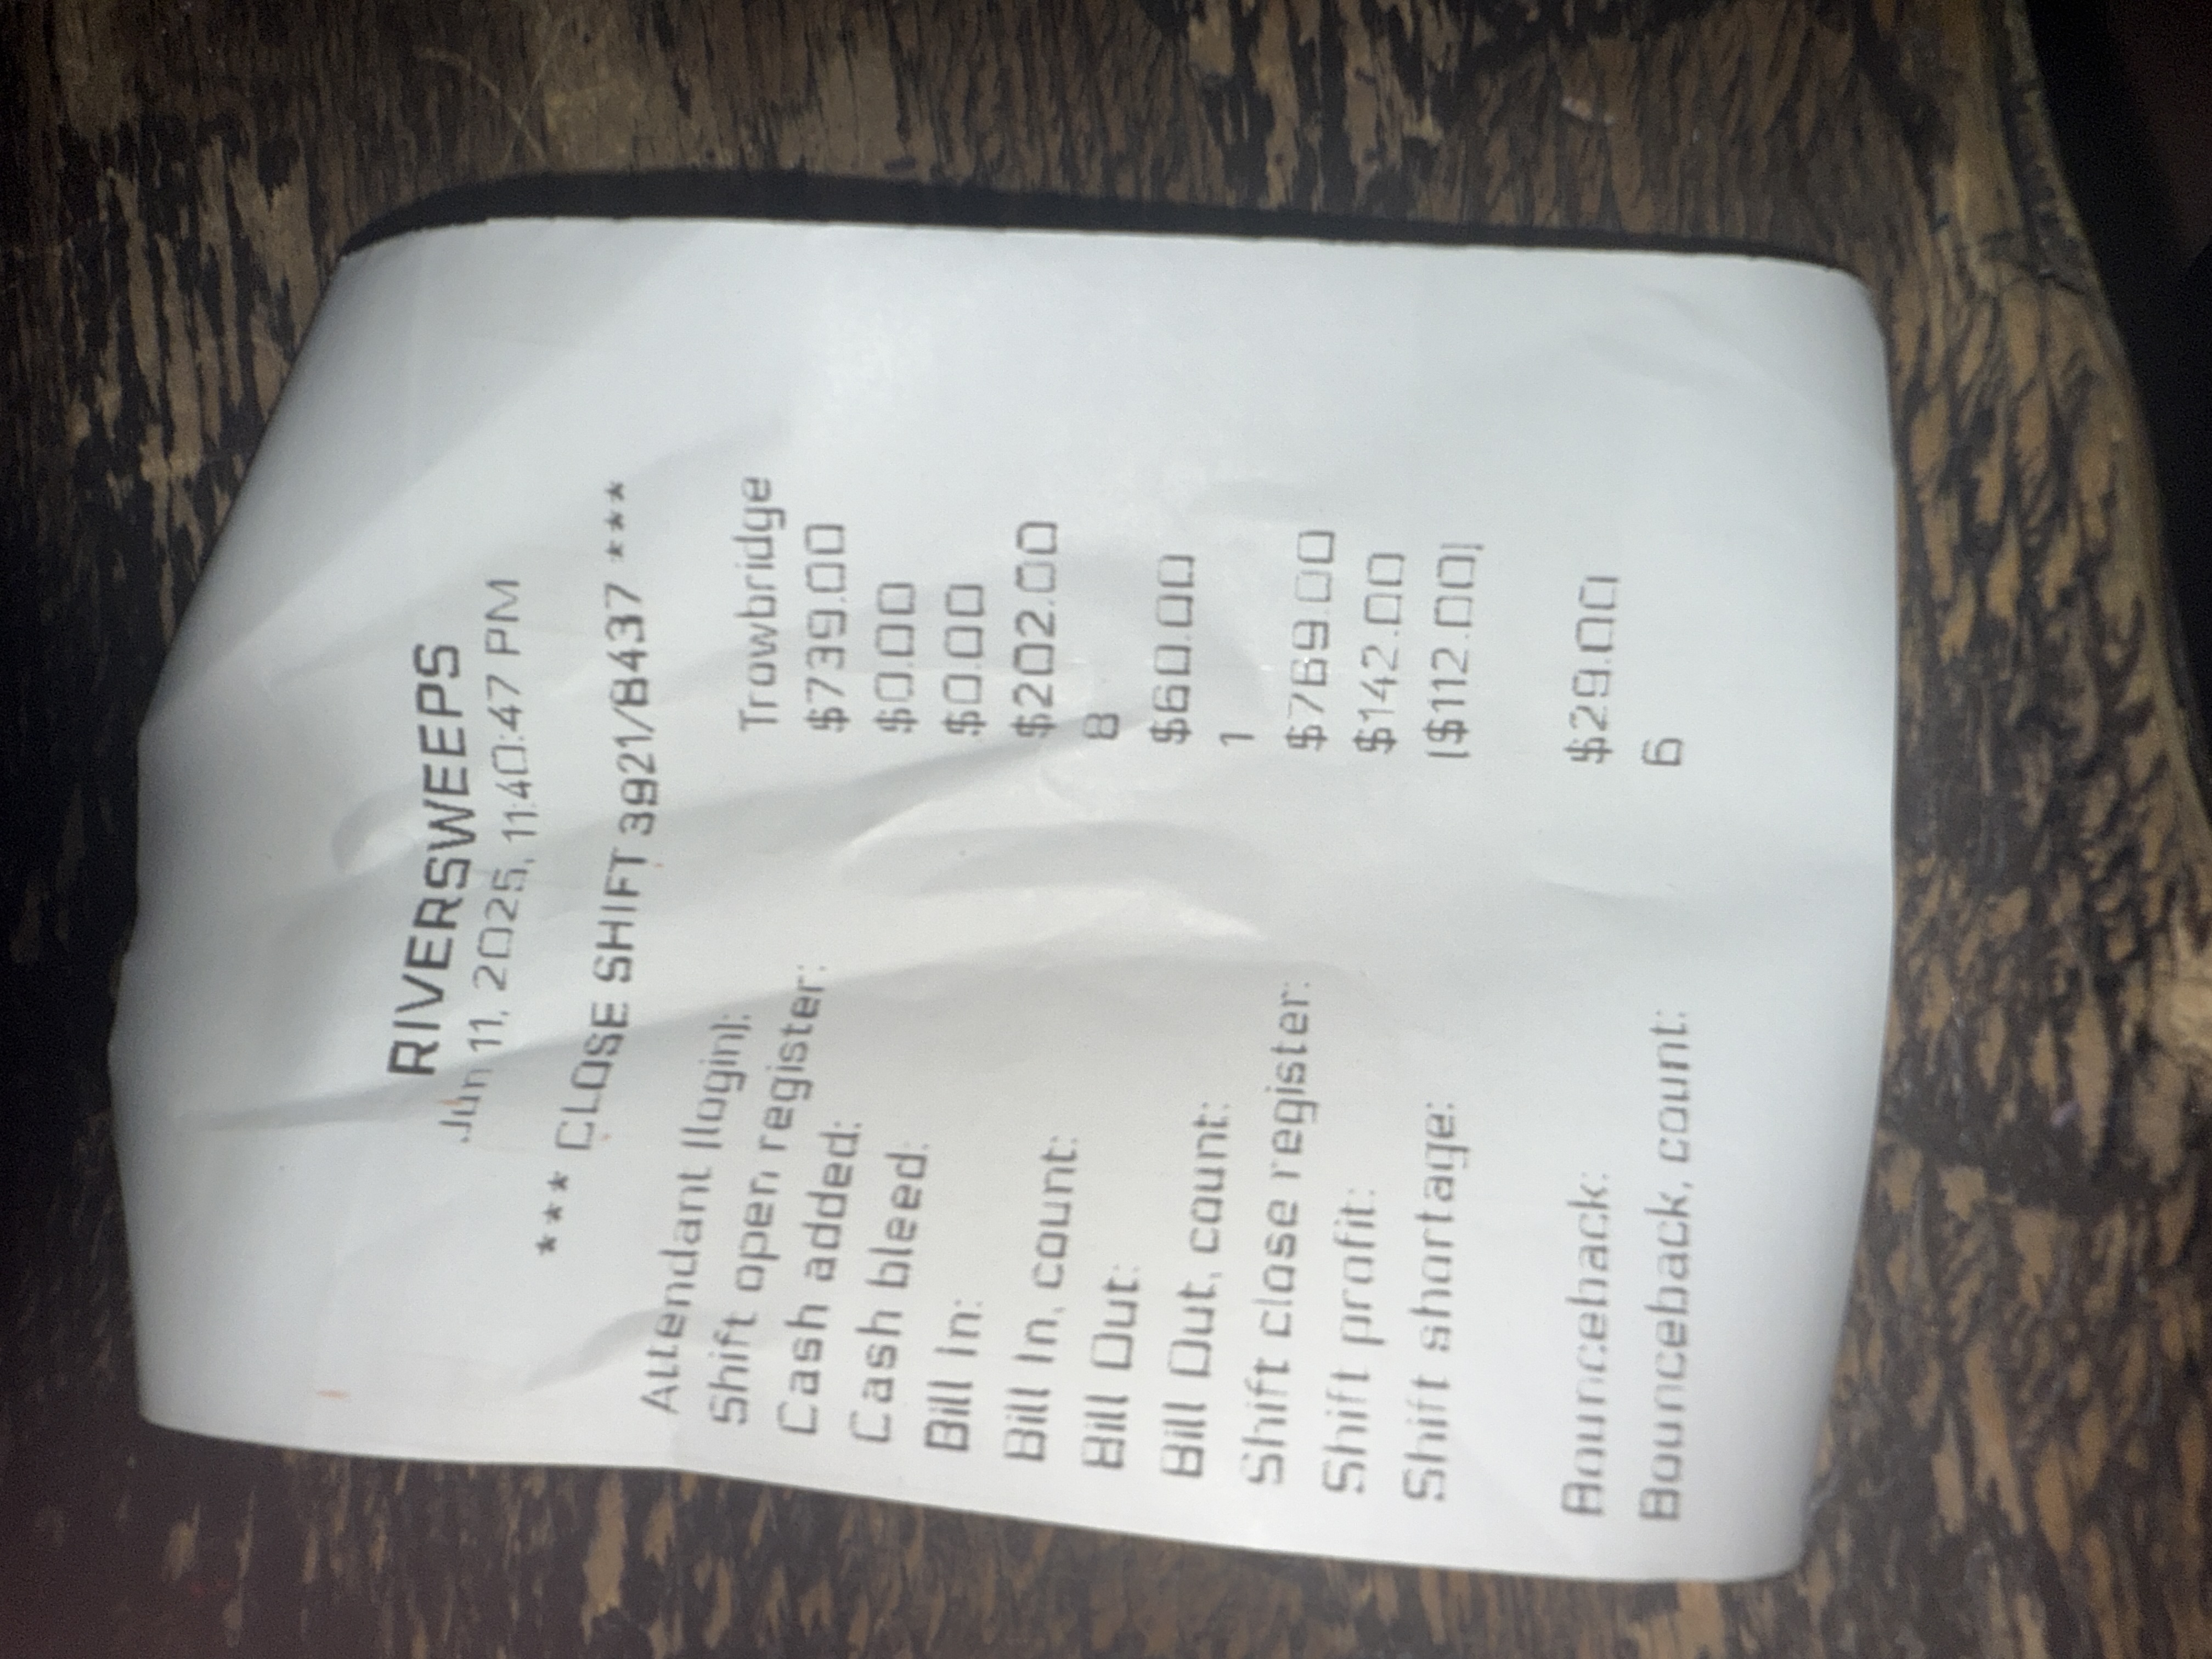 RIVERSWEEPS
Jun 11, 2025, 11:40:47 PM
*** CLOSE SHIFT 3921/8437 ***
Attendant (login): Trowbridge
Shift open register: $739.00
Cash added: $0.00
Cash bleed: $0.00
Bill In: $202.00
Bill In, count: 8
Bill Out: $60.00
Bill Out, count: 1
Shift close register: $769.00
Shift profit: $142.00
Shift shortage: ($112.00)
Bounceback: $29.00
Bounceback, count: 6